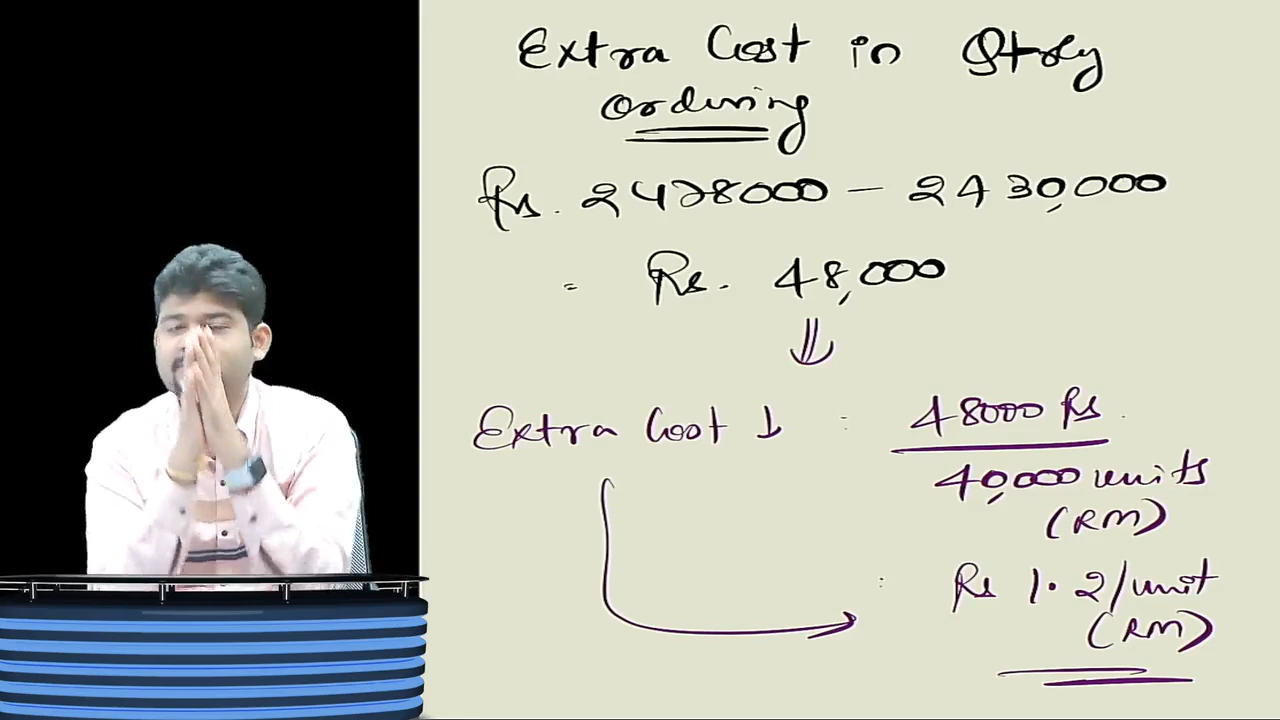 Extra Cost in Qtrly
Ordering
Rs. 2478000 - 2430,000
= Rs. 48,000
Extra Cost ↓ : 48000 Rs.
40,000 units
(RM)
: Rs 1.2/unit
(RM)